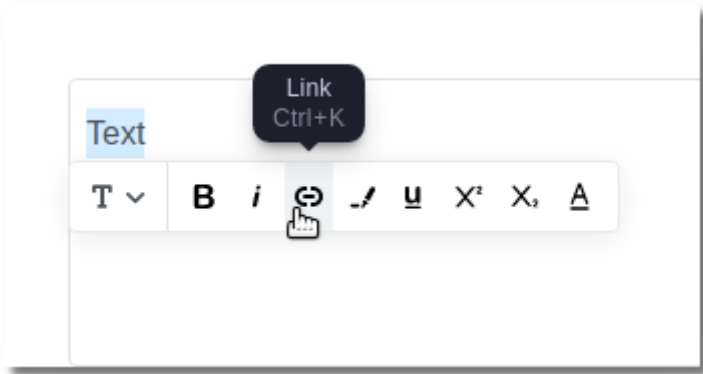 Link
Ctrl+K
Text
T B i U X² X₂ A